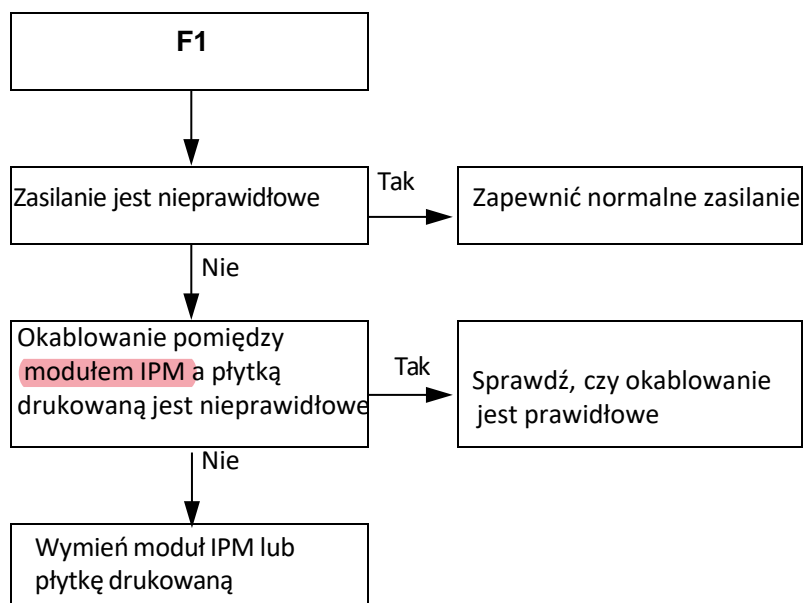 F1
Zasilanie jest nieprawidłowe
Tak
Zapewnić normalne zasilanie
Nie
Okablowanie pomiędzy
modułem IPM a płytką
drukowaną jest nieprawidłowe
Tak
Sprawdź, czy okablowanie
jest prawidłowe
Nie
Wymień moduł IPM lub
płytkę drukowaną